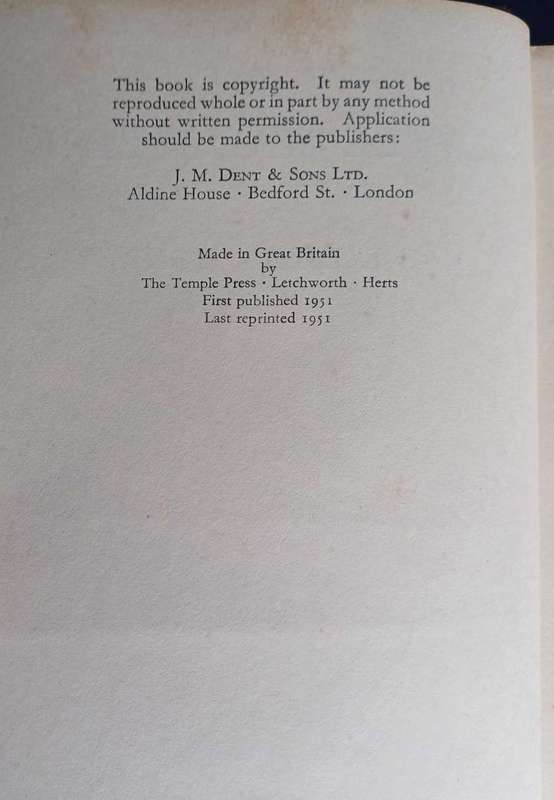 This book is copyright. It may not be
reproduced whole or in part by any method
without written permission. Application
should be made to the publishers:
J. M. DENT & SONS LTD.
Aldine House · Bedford St. · London
Made in Great Britain
by
The Temple Press · Letchworth · Herts
First published 1951
Last reprinted 1951